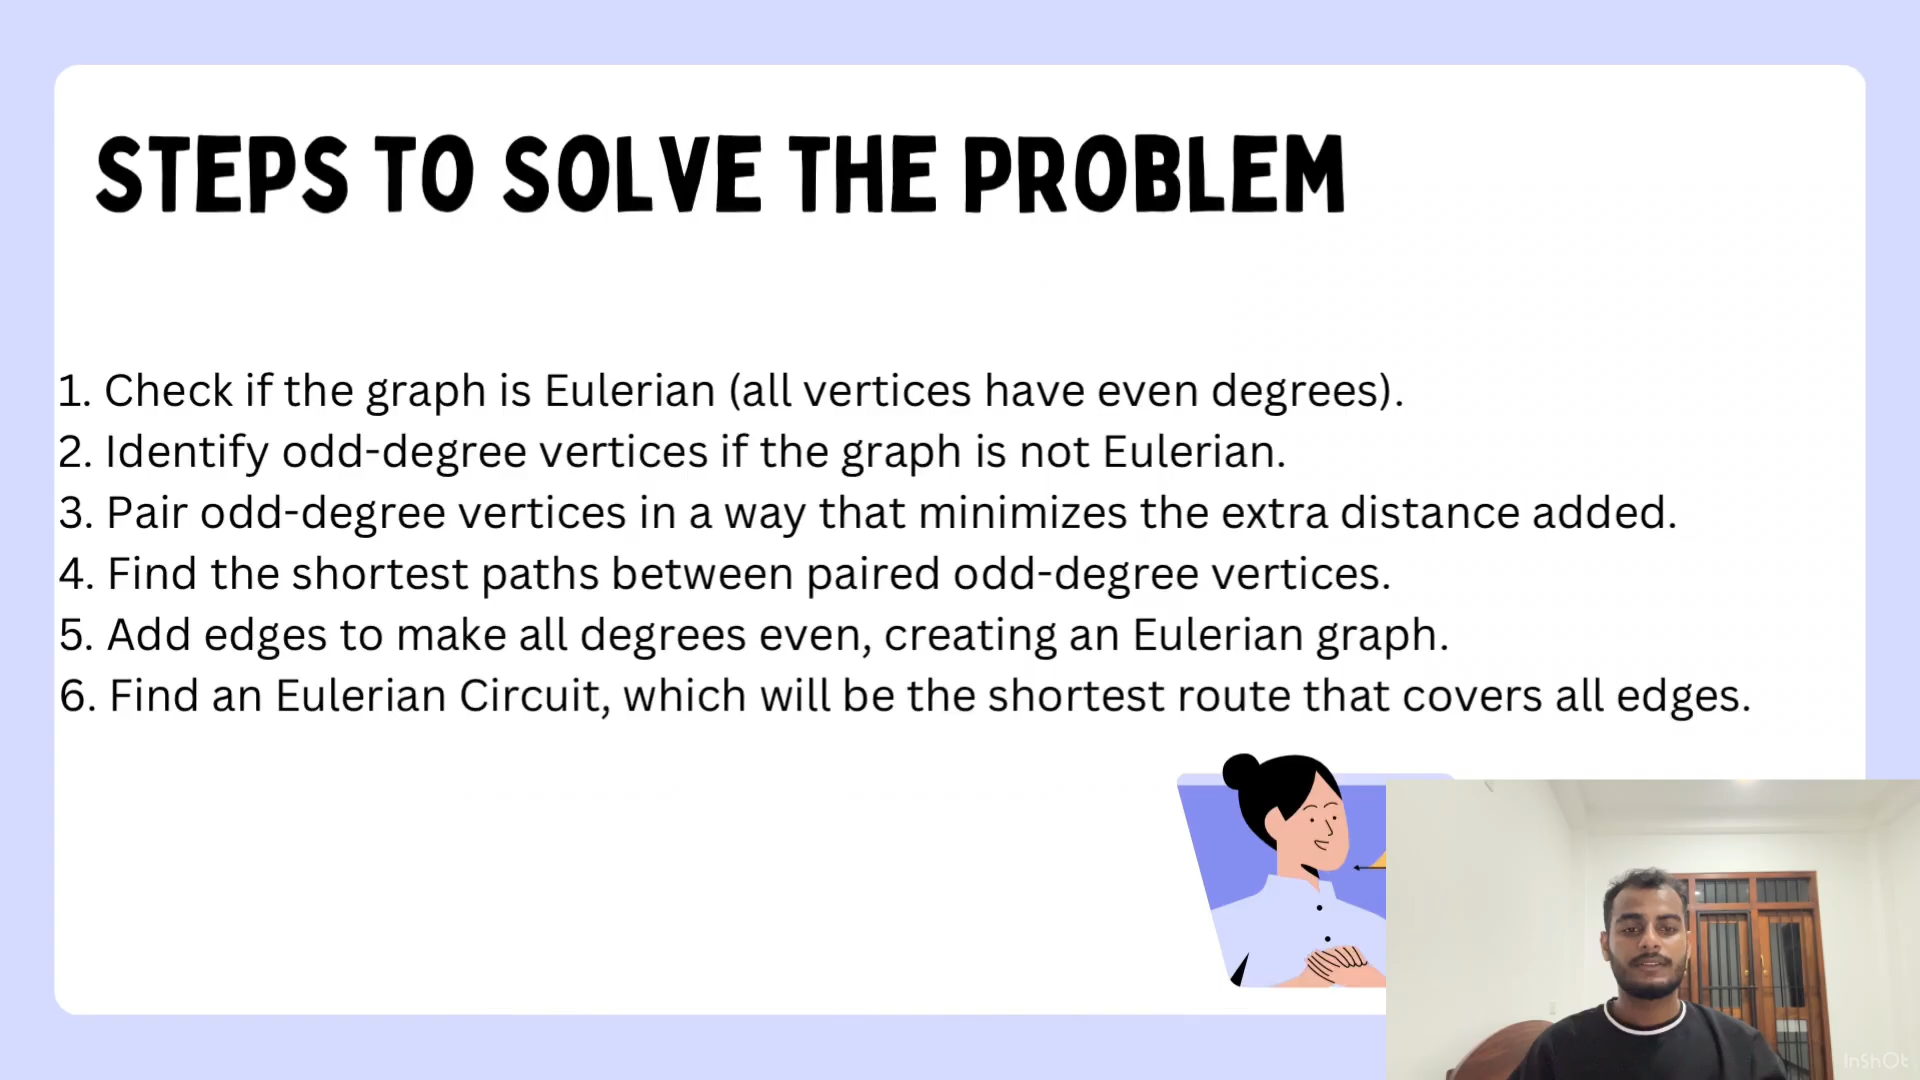 STEPS TO SOLVE THE PROBLEM
1. Check if the graph is Eulerian (all vertices have even degrees).
2. Identify odd-degree vertices if the graph is not Eulerian.
3. Pair odd-degree vertices in a way that minimizes the extra distance added.
4. Find the shortest paths between paired odd-degree vertices.
5. Add edges to make all degrees even, creating an Eulerian graph.
6. Find an Eulerian Circuit, which will be the shortest route that covers all edges.
InShOt